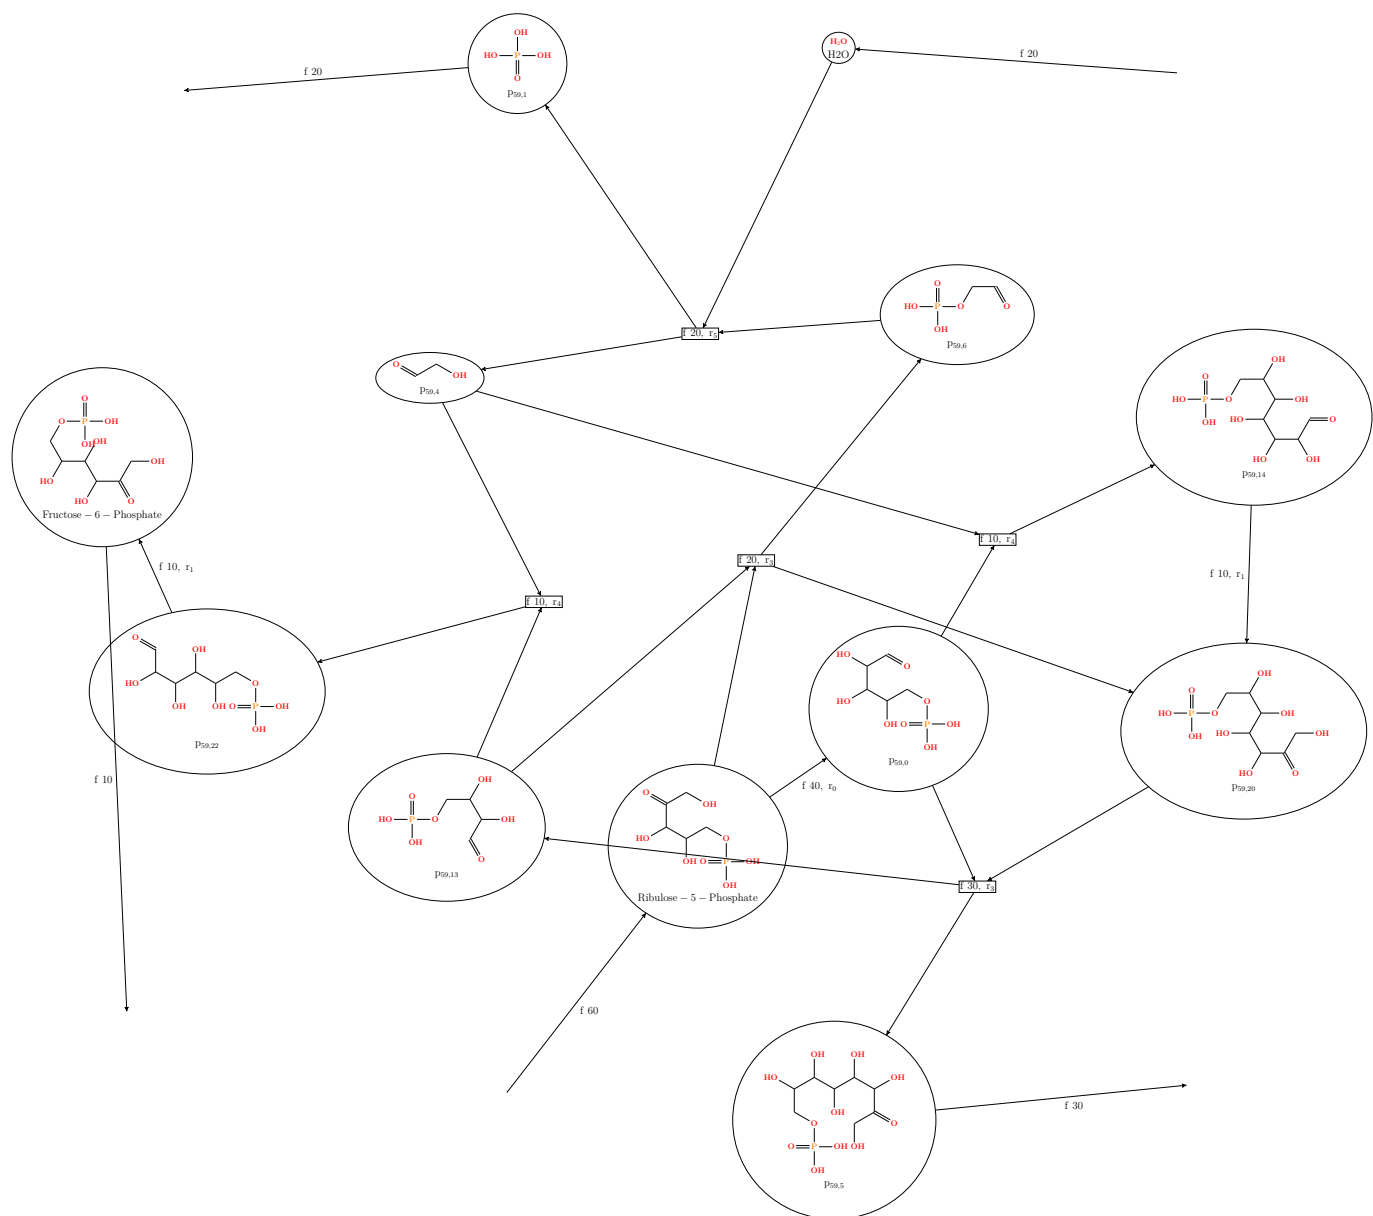 OH
HO P OH
O
p59,1
H2O
H2O
f 20
f 20
O
HO P O O
OH
p59,6
f 20, r5
O OH
p59,4
O
O P OH
OH OH
OH
HO
HO O
Fructose − 6 − Phosphate
OH
O
HO P O OH
OH HO O
HO OH
p59,14
f 10, r4
f 20, r3
f 10, r1
f 10, r1
f 10, r4
O
OH
HO O
OH OH O P OH
OH
p59,22
HO O
HO O
OH O P OH
OH
p59,0
OH
O
HO P O OH
OH HO OH
HO O
p59,20
f 10
OH
O
HO P O OH
OH
O
p59,13
f 40, r0
O OH
HO O
OH O P OH
OH
Ribulose − 5 − Phosphate
f 30, r3
f 60
OH OH
HO OH
OH
O O
O P OH OH
OH
p59,5
f 30